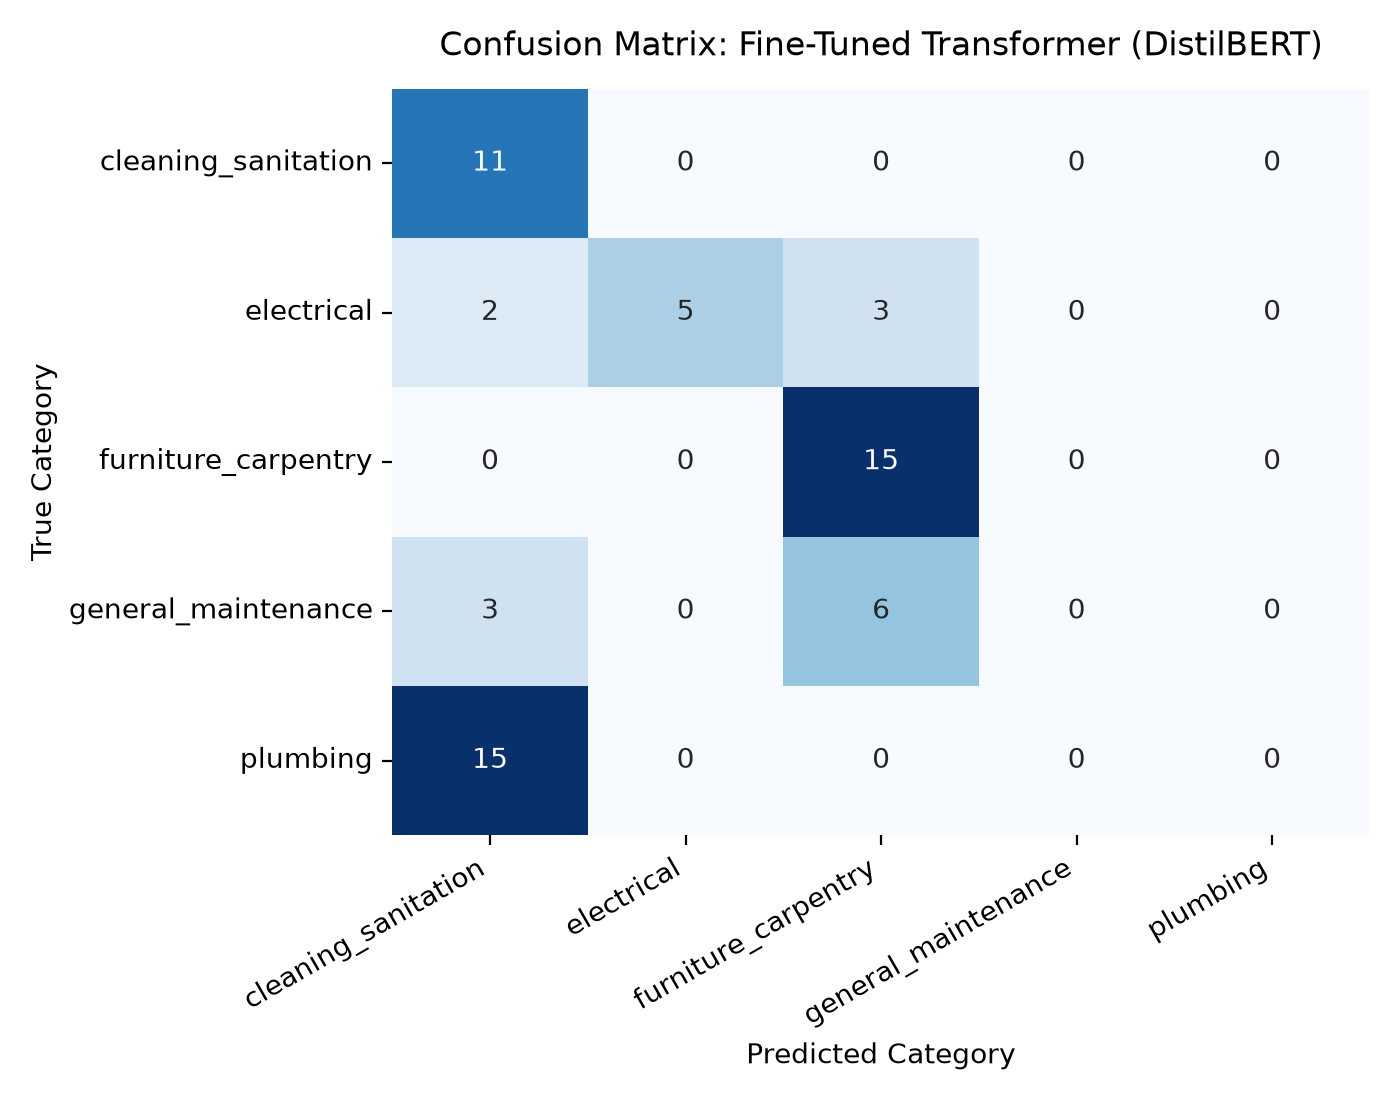 Confusion Matrix: Fine-Tuned Transformer (DistilBERT)
True Category
cleaning_sanitation 11 0 0 0 0
electrical 2 5 3 0 0
furniture_carpentry 0 0 15 0 0
general_maintenance 3 0 6 0 0
plumbing 15 0 0 0 0
cleaning_sanitation electrical furniture_carpentry general_maintenance plumbing
Predicted Category